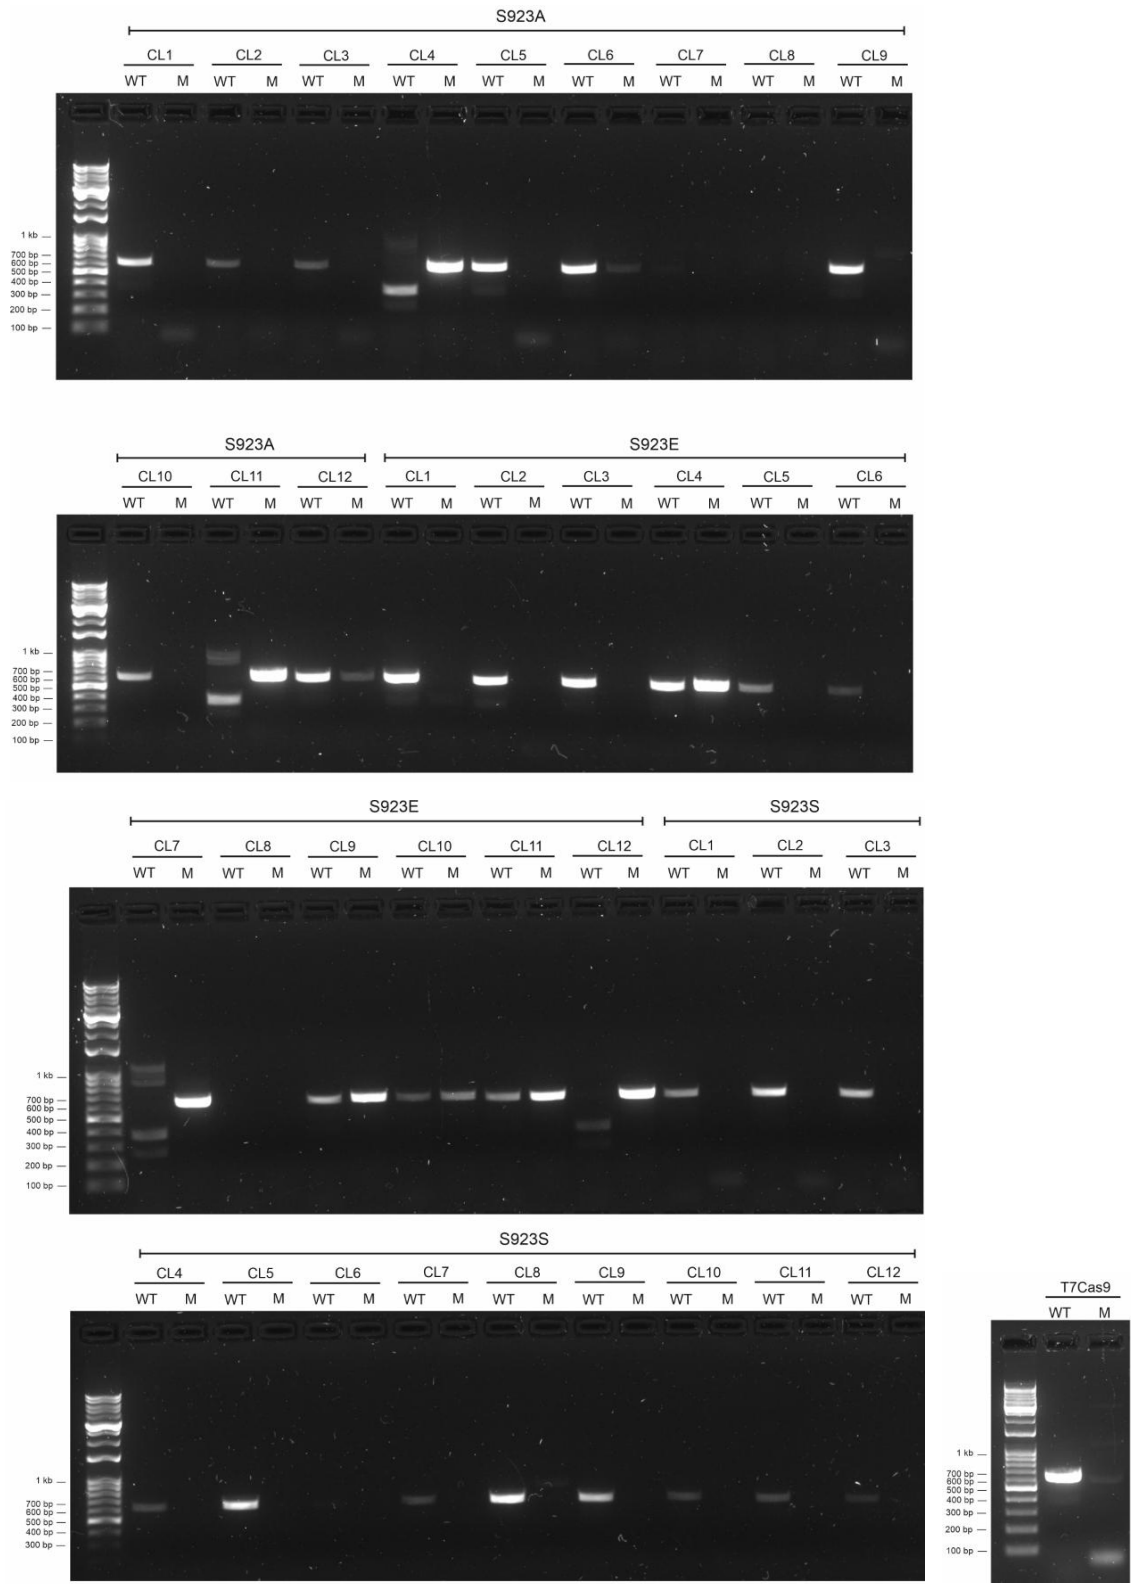 S923A
CL1 CL2 CL3 CL4 CL5 CL6 CL7 CL8 CL9
WT M WT M WT M WT M WT M WT M WT M WT M WT M
1 kb
700 bp
600 bp
500 bp
400 bp
300 bp
200 bp
100 bp
S923A S923E
CL10 CL11 CL12 CL1 CL2 CL3 CL4 CL5 CL6
WT M WT M WT M WT M WT M WT M WT M WT M WT M
1 kb
700 bp
600 bp
500 bp
400 bp
300 bp
200 bp
100 bp
S923E S923S
CL7 CL8 CL9 CL10 CL11 CL12 CL1 CL2 CL3
WT M WT M WT M WT M WT M WT M WT M WT M WT M
1 kb
700 bp
600 bp
500 bp
400 bp
300 bp
200 bp
100 bp
S923S
CL4 CL5 CL6 CL7 CL8 CL9 CL10 CL11 CL12
WT M WT M WT M WT M WT M WT M WT M WT M WT M
1 kb
700 bp
600 bp
500 bp
400 bp
300 bp
T7Cas9
WT M
1 kb
700 bp
600 bp
500 bp
400 bp
300 bp
200 bp
100 bp